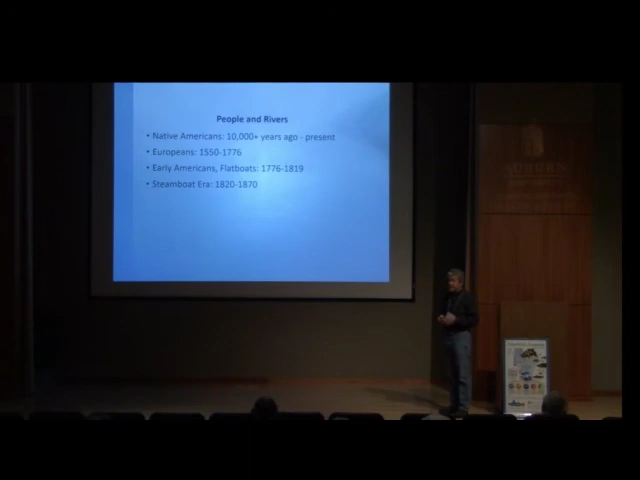 People and Rivers
• Native Americans: 10,000+ years ago - present
• Europeans: 1550-1776
• Early Americans, Flatboats: 1776-1819
• Steamboat Era: 1820-1870
AUBURN